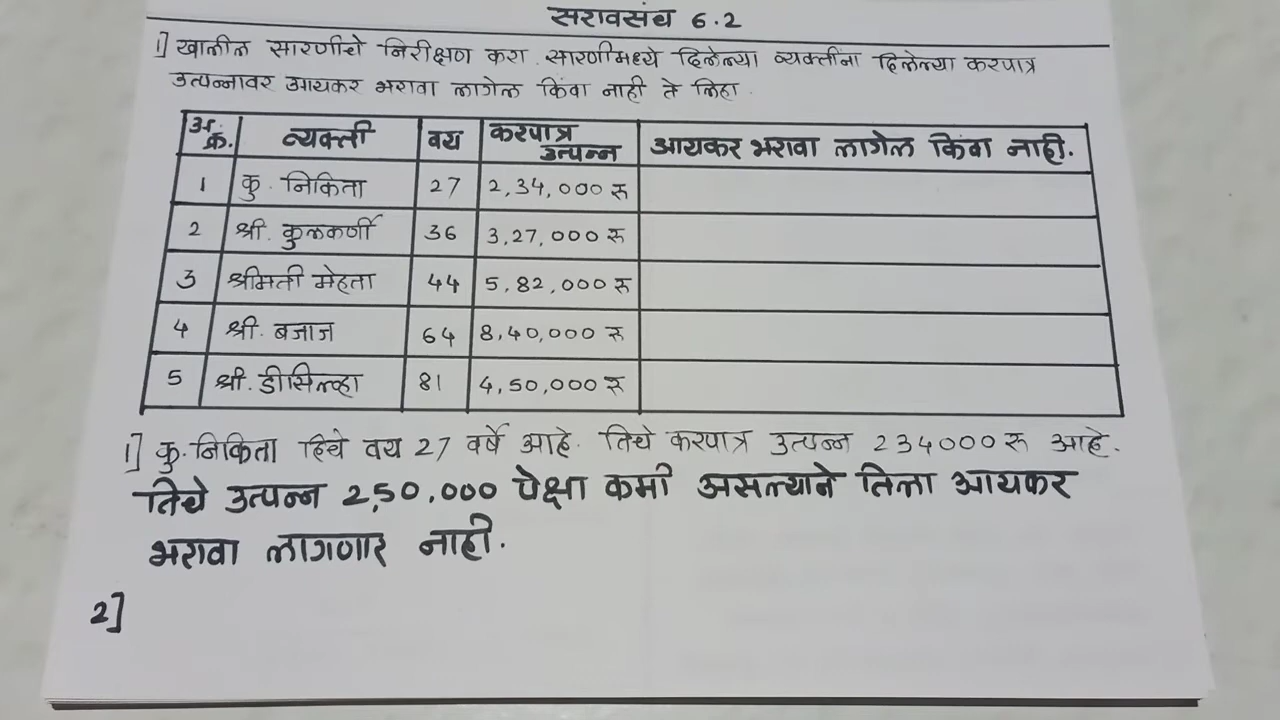 सरावसंच 6.2
1] खालील सारणीचे निरीक्षण करा. सारणीमध्ये दिलेल्या व्यक्तींना दिलेल्या करपात्र
उत्पन्नावर आयकर भरावा लागेल किंवा नाही ते लिहा.
अ.क्र. व्यक्ती वय करपात्र उत्पन्न आयकर भरावा लागेल किंवा नाही.
1 कु. निकिता 27 2,34,000 रू
2 श्री. कुलकर्णी 36 3,27,000 रू
3 श्रीमती मेहता 44 5,82,000 रू
4 श्री. बजाज 64 8,40,000 रू
5 श्री. डीसिल्व्हा 81 4,50,000 रू
1] कु. निकिता हिचे वय 27 वर्षे आहे. तिचे करपात्र उत्पन्न 234000 रू आहे.
तिचे उत्पन्न 2,50,000 पेक्षा कमी असल्याने तिला आयकर
भरावा लागणार नाही.
2]